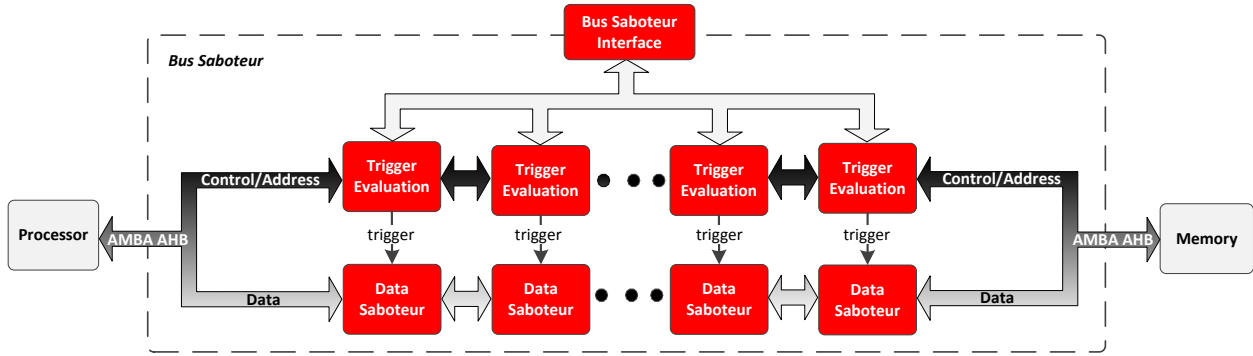 Bus Saboteur
Interface
Bus Saboteur
Trigger
Evaluation
Trigger
Evaluation
Trigger
Evaluation
Trigger
Evaluation
Control/Address
Control/Address
Processor
AMBA AHB
trigger
trigger
trigger
trigger
AMBA AHB
Memory
Data
Saboteur
Data
Saboteur
Data
Saboteur
Data
Saboteur
Data
Data